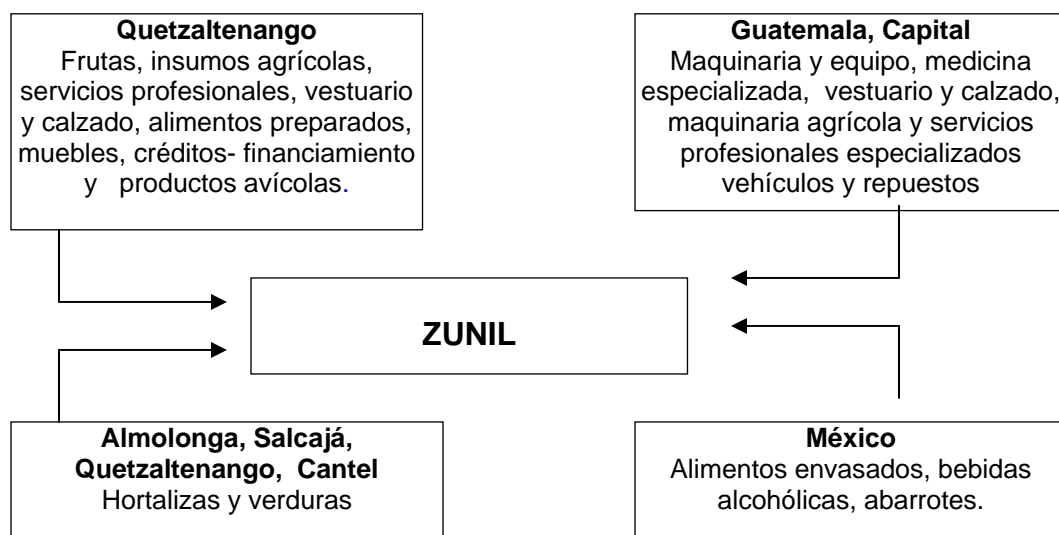 Quetzaltenango
Frutas, insumos agrícolas,
servicios profesionales, vestuario
y calzado, alimentos preparados,
muebles, créditos- financiamiento
y productos avícolas.
Guatemala, Capital
Maquinaria y equipo, medicina
especializada, vestuario y calzado,
maquinaria agrícola y servicios
profesionales especializados
vehículos y repuestos
ZUNIL
Almolonga, Salcajá,
Quetzaltenango, Cantel
Hortalizas y verduras
México
Alimentos envasados, bebidas
alcohólicas, abarrotes.